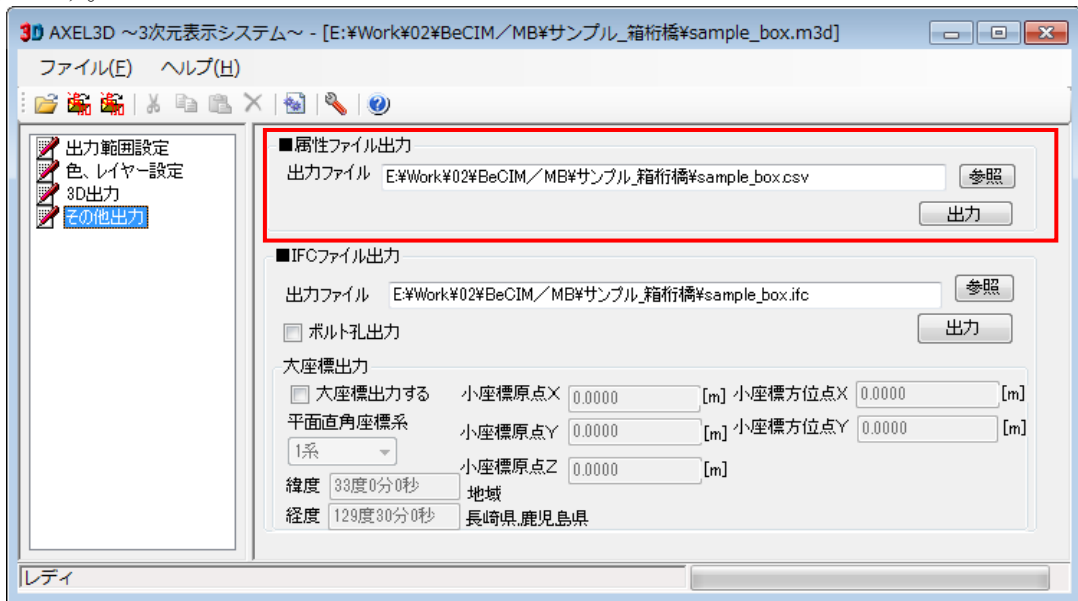 3D AXEL3D ～3次元表示システム～ - [E:¥Work¥02¥BeCIM／MB¥サンプル_箱桁橋¥sample_box.m3d]
ファイル(F) ヘルプ(H)
出力範囲設定
色、レイヤー設定
3D出力
その他出力
■属性ファイル出力
出力ファイル E:¥Work¥02¥BeCIM／MB¥サンプル_箱桁橋¥sample_box.csv 参照
出力
■IFCファイル出力
出力ファイル E:¥Work¥02¥BeCIM／MB¥サンプル_箱桁橋¥sample_box.ifc 参照
ボルト孔出力 出力
大座標出力
大座標出力する 小座標原点X 0.0000 [m] 小座標方位点X 0.0000 [m]
平面直角座標系 小座標原点Y 0.0000 [m] 小座標方位点Y 0.0000 [m]
1系 小座標原点Z 0.0000 [m]
緯度 33度0分0秒 地域
経度 129度30分0秒 長崎県,鹿児島県
レディ